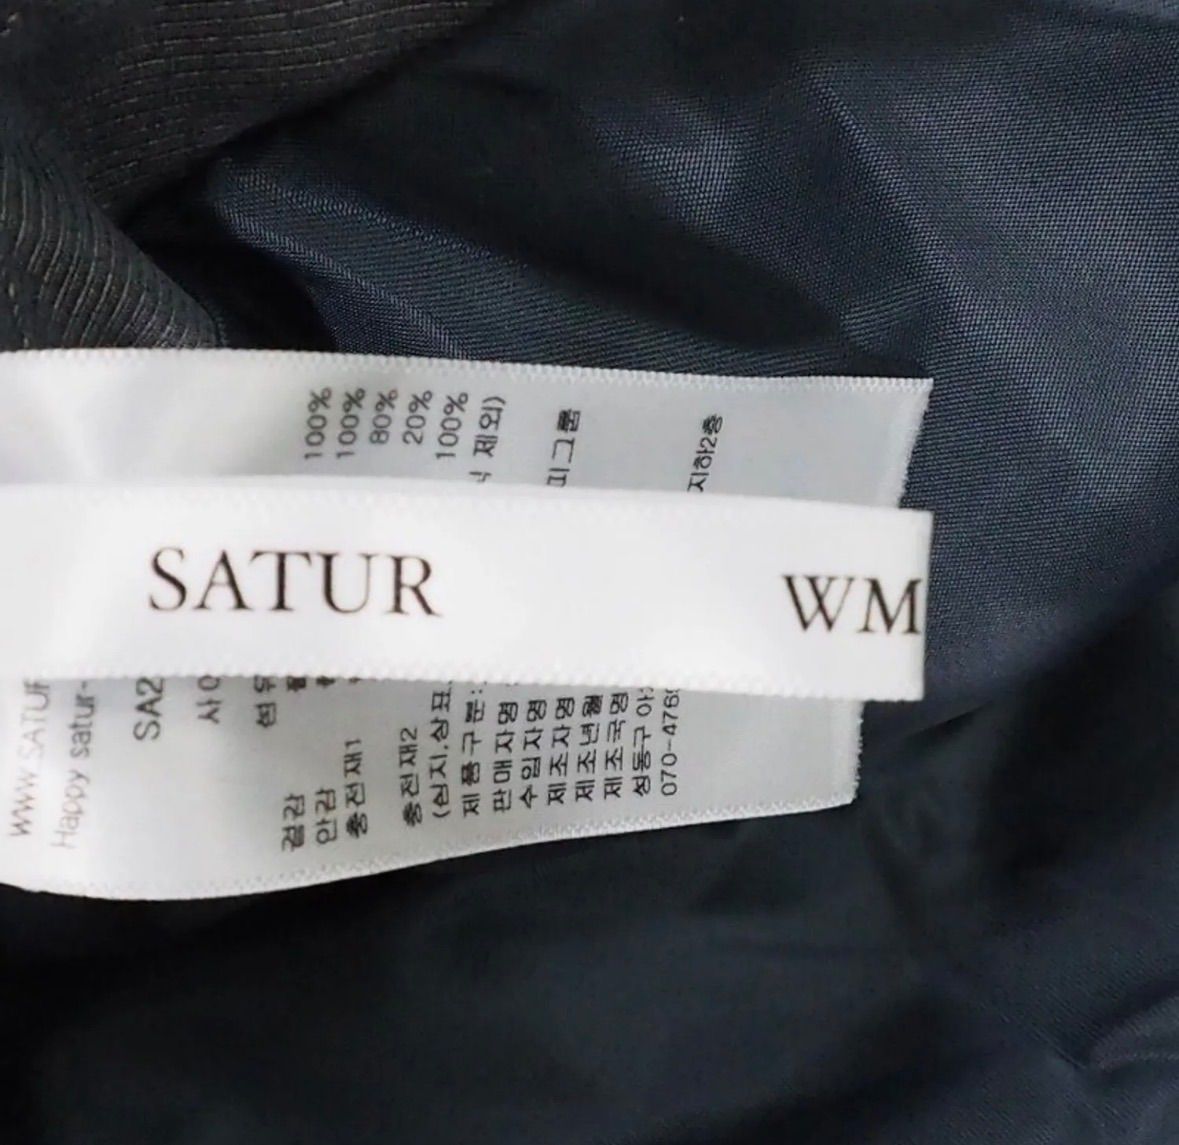 SATUR
WM
WWW.SATUR
Happy satur-
SA2
겉감
100%
안감
100%
충전재1
80%
20%
충전재2
100%
제외)
제품구분:
판매자명
피그룹
수입자명
제조자명
제조년월
제조국명
성동구
지하2층
070-476